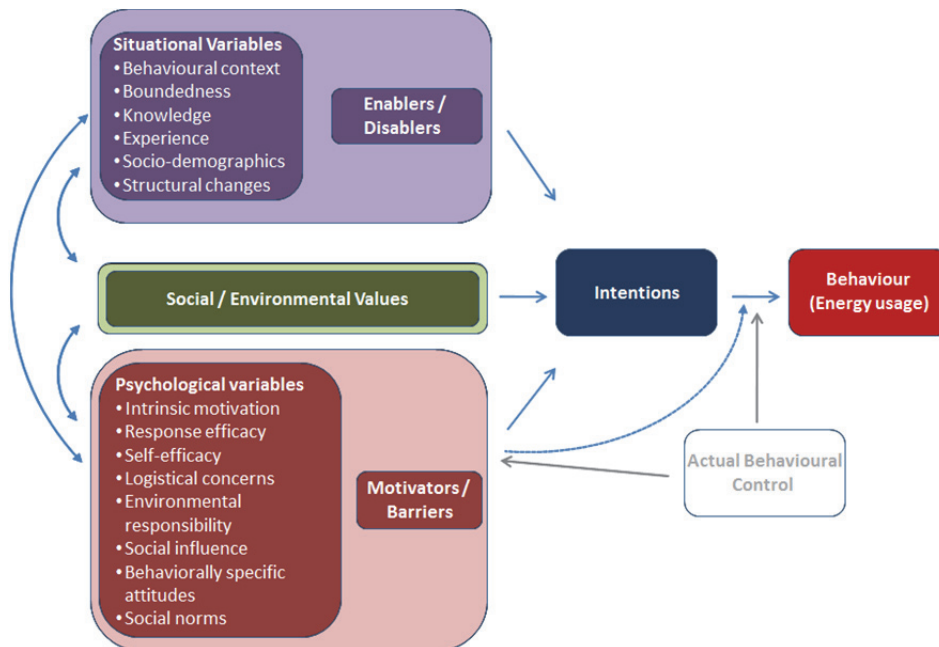 Situational Variables
• Behavioural context
• Boundedness
• Knowledge
• Experience
• Socio-demographics
• Structural changes
Enablers /
Disablers
Social / Environmental Values
Intentions
Behaviour
(Energy usage)
Psychological variables
• Intrinsic motivation
• Response efficacy
• Self-efficacy
• Logistical concerns
• Environmental
responsibility
• Social influence
• Behaviorally specific
attitudes
• Social norms
Motivators /
Barriers
Actual Behavioural
Control